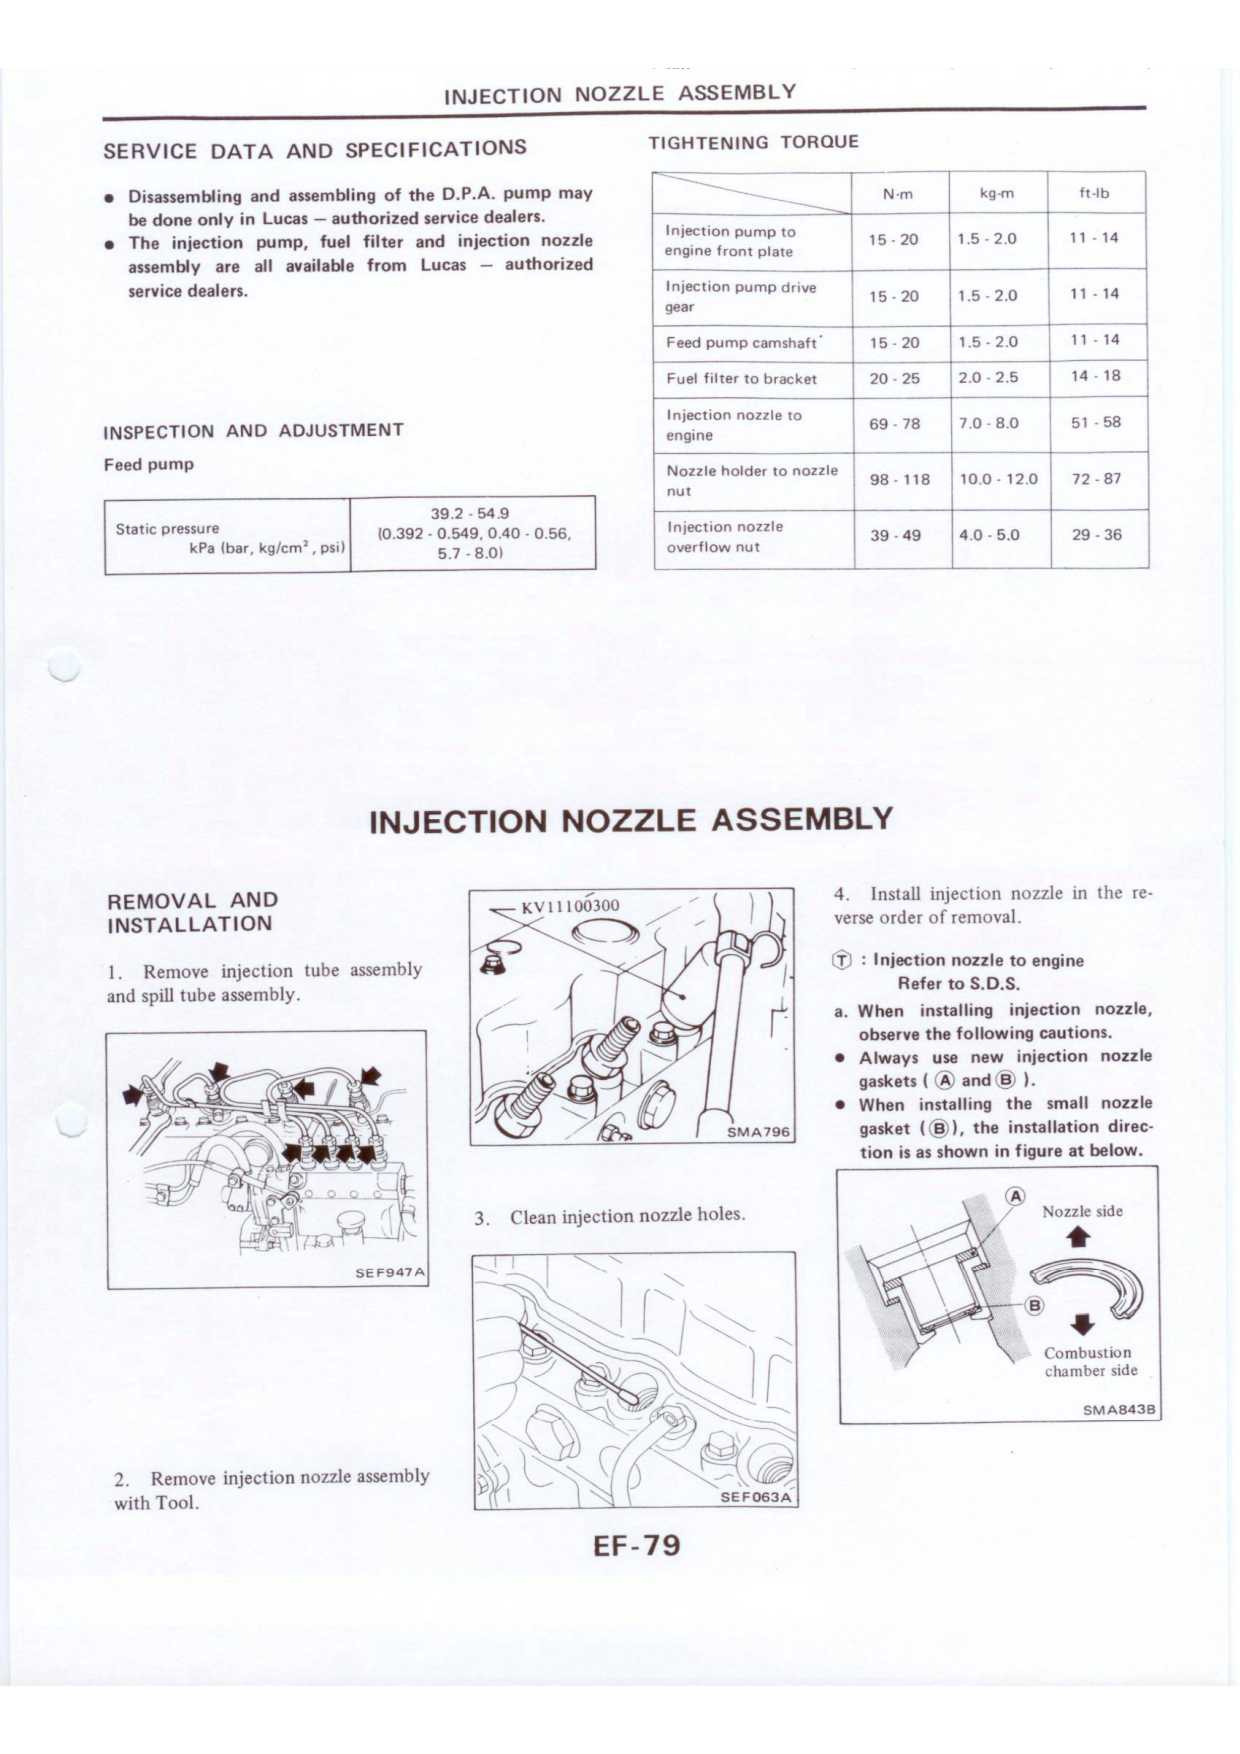 INJECTION NOZZLE ASSEMBLY
SERVICE DATA AND SPECIFICATIONS
● Disassembling and assembling of the D.P.A. pump may
be done only in Lucas — authorized service dealers.
● The injection pump, fuel filter and injection nozzle
assembly are all available from Lucas — authorized
service dealers.
INSPECTION AND ADJUSTMENT
Feed pump
Static pressure
kPa (bar, kg/cm², psi)
39.2 - 54.9
(0.392 - 0.549, 0.40 - 0.56,
5.7 - 8.0)
TIGHTENING TORQUE
N·m kg-m ft-lb
Injection pump to
engine front plate
15 - 20 1.5 - 2.0 11 - 14
Injection pump drive
gear
15 - 20 1.5 - 2.0 11 - 14
Feed pump camshaft 15 - 20 1.5 - 2.0 11 - 14
Fuel filter to bracket 20 - 25 2.0 - 2.5 14 - 18
Injection nozzle to
engine
69 - 78 7.0 - 8.0 51 - 58
Nozzle holder to nozzle
nut
98 - 118 10.0 - 12.0 72 - 87
Injection nozzle
overflow nut
39 - 49 4.0 - 5.0 29 - 36
INJECTION NOZZLE ASSEMBLY
REMOVAL AND
INSTALLATION
1. Remove injection tube assembly
and spill tube assembly.
SEF947A
2. Remove injection nozzle assembly
with Tool.
KV11100300
SMA796
3. Clean injection nozzle holes.
SEF063A
4. Install injection nozzle in the re-
verse order of removal.
Ⓣ : Injection nozzle to engine
Refer to S.D.S.
a. When installing injection nozzle,
observe the following cautions.
● Always use new injection nozzle
gaskets ( Ⓐ and Ⓑ ).
● When installing the small nozzle
gasket (Ⓑ), the installation direc-
tion is as shown in figure at below.
Ⓐ
Nozzle side
Ⓑ
Combustion
chamber side
SMA843B
EF-79